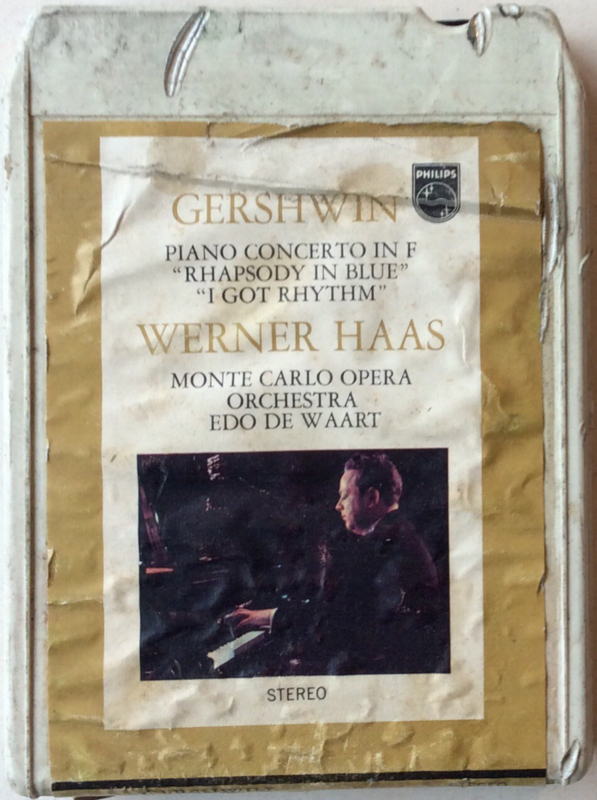 PHILIPS
GERSHWIN
PIANO CONCERTO IN F
“RHAPSODY IN BLUE”
“I GOT RHYTHM”
WERNER HAAS
MONTE CARLO OPERA
ORCHESTRA
EDO DE WAART
STEREO